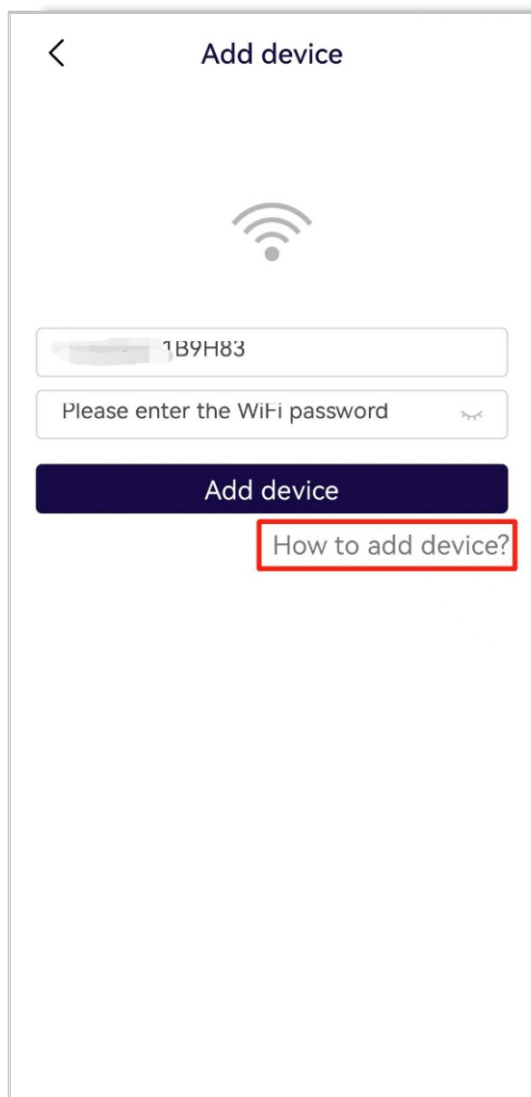 Add device
1B9H83
Please enter the WiFi password
Add device
How to add device?